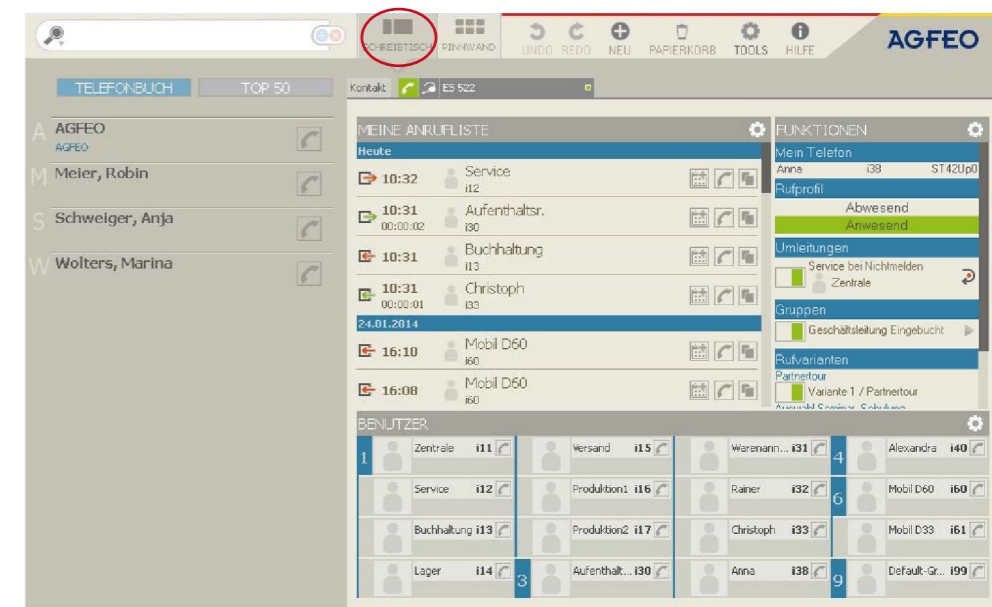 SCHREIBTISCH PINNWAND UNDO REDO NEU PAPIERKORB TOOLS HILFE AGFEO
TELEFONBUCH TOP 50
Kontakt ES 522
A AGFEO
AGFEO
M Meier, Robin
S Schweiger, Anja
W Wolters, Marina
MEINE ANRUFLISTE
Heute
10:32 Service
i12
10:31 Aufenthaltsr.
00:00:02 i30
10:31 Buchhaltung
i13
10:31 Christoph
00:00:01 i33
24.01.2014
16:10 Mobil D60
i60
16:08 Mobil D60
i60
FUNKTIONEN
Mein Telefon
Anna i38 ST42Up0
Rufprofil
Abwesend
Anwesend
Umleitungen
Service bei Nichtmelden
Zentrale
Gruppen
Geschäftsleitung Eingebucht
Rufvarianten
Partnertour
Variante 1 / Partnertour
Auswahl Seminar, Schulung
BENUTZER
1 Zentrale i11 Versand i15 Warenann... i31 4 Alexandra i40
Service i12 Produktion1 i16 Rainer i32 6 Mobil D60 i60
Buchhaltung i13 Produktion2 i17 Christoph i33 Mobil D33 i61
Lager i14 3 Aufenthalt... i30 Anna i38 9 Default-Gr... i99